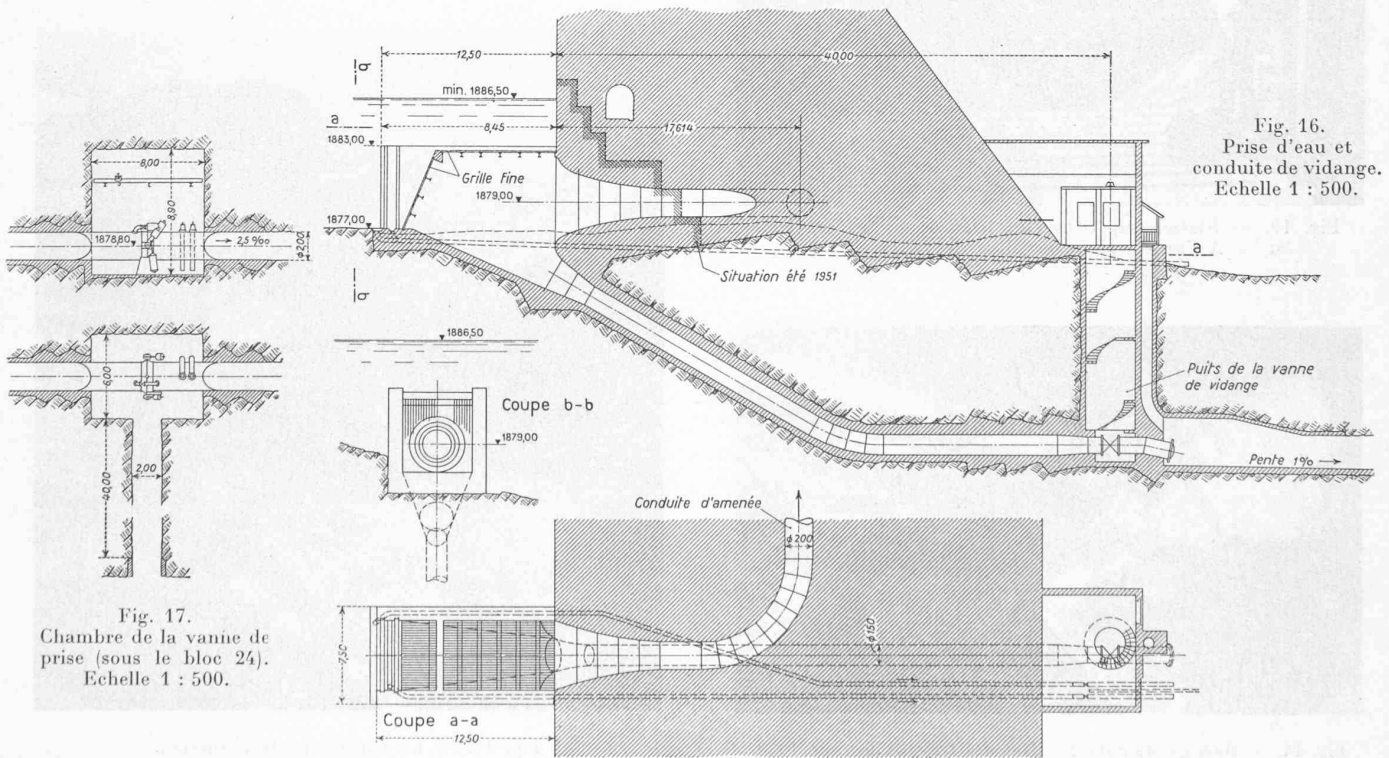 12,50
40,00
b
min. 1886,50
a
8,45
17,614
1883,00
Grille fine
1879,00
1877,00
Situation été 1951
b
a
Fig. 16.
Prise d'eau et
conduite de vidange.
Echelle 1 : 500.
8,00
8,90
1878,80
2,5 ‰
ϕ200
6,00
2,00
40,00
1886,50
Coupe b-b
1879,00
Puits de la vanne
de vidange
Pente 1‰
Conduite d'amenée
ϕ200
ϕ150
7,50
Coupe a-a
12,50
Fig. 17.
Chambre de la vanne de
prise (sous le bloc 24).
Echelle 1 : 500.